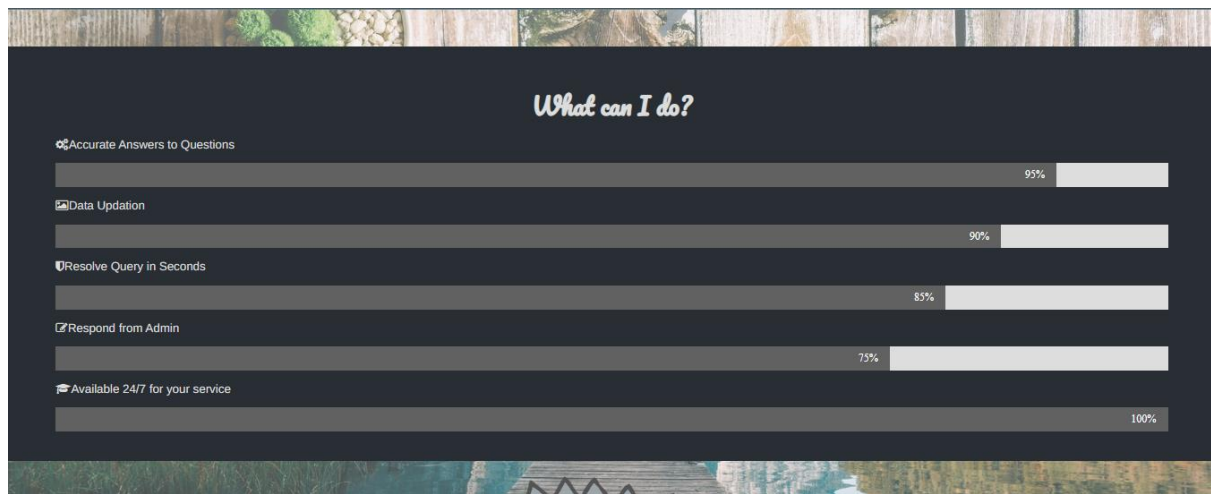 What can I do?
Accurate Answers to Questions
95%
Data Updation
90%
Resolve Query in Seconds
85%
Respond from Admin
75%
Available 24/7 for your service
100%